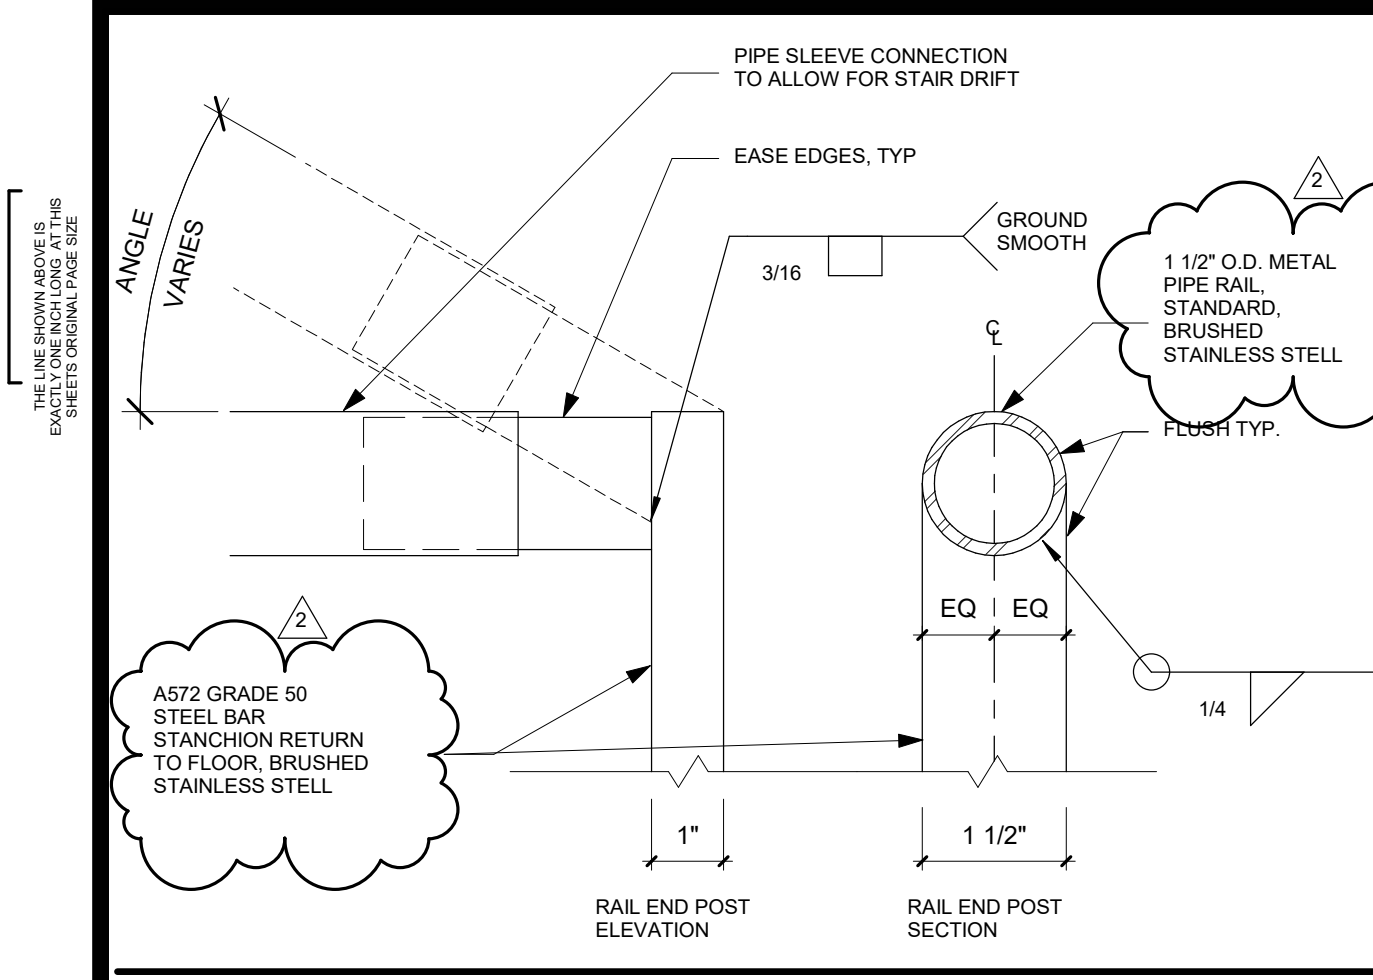 PIPE SLEEVE CONNECTION
TO ALLOW FOR STAIR DRIFT
EASE EDGES, TYP
2
GROUND
SMOOTH
3/16
ANGLE
VARIES
THE LINE SHOWN ABOVE IS
EXACTLY ONE INCH LONG AT THIS
SHEETS ORIGINAL PAGE SIZE
1 1/2" O.D. METAL
PIPE RAIL,
STANDARD,
BRUSHED
STAINLESS STELL
℄
FLUSH TYP.
EQ
EQ
2
A572 GRADE 50
STEEL BAR
STANCHION RETURN
TO FLOOR, BRUSHED
STAINLESS STELL
1/4
1"
1 1/2"
RAIL END POST
ELEVATION
RAIL END POST
SECTION